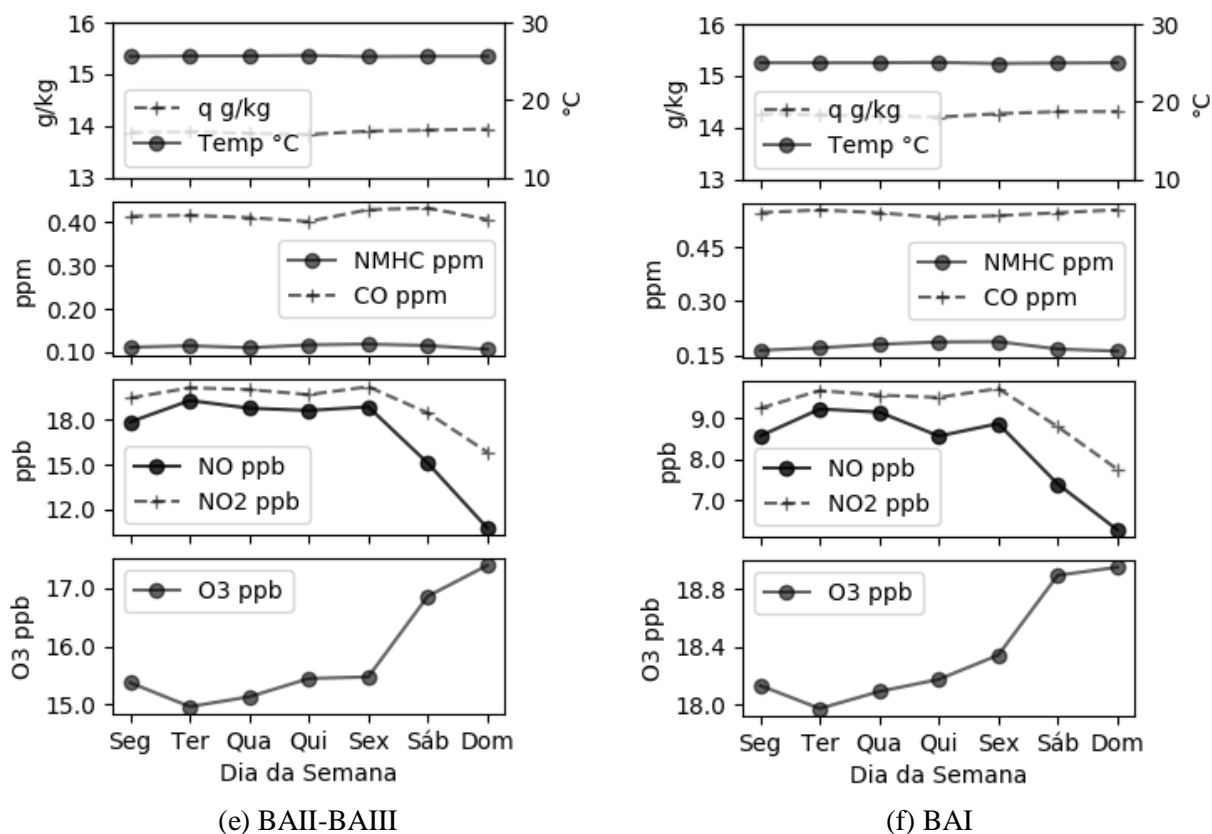 16
15
14
13
g/kg
30
20
10
°C
q g/kg
Temp °C
0.40
0.30
0.20
0.10
ppm
NMHC ppm
CO ppm
18.0
15.0
12.0
ppb
NO ppb
NO2 ppb
17.0
16.0
15.0
O3 ppb
O3 ppb
Seg Ter Qua Qui Sex Sáb Dom
Dia da Semana
(e) BAII-BAIII
16
15
14
13
g/kg
30
20
10
°C
q g/kg
Temp °C
0.45
0.30
0.15
ppm
NMHC ppm
CO ppm
9.0
8.0
7.0
ppb
NO ppb
NO2 ppb
18.8
18.4
18.0
O3 ppb
O3 ppb
Seg Ter Qua Qui Sex Sáb Dom
Dia da Semana
(f) BAI